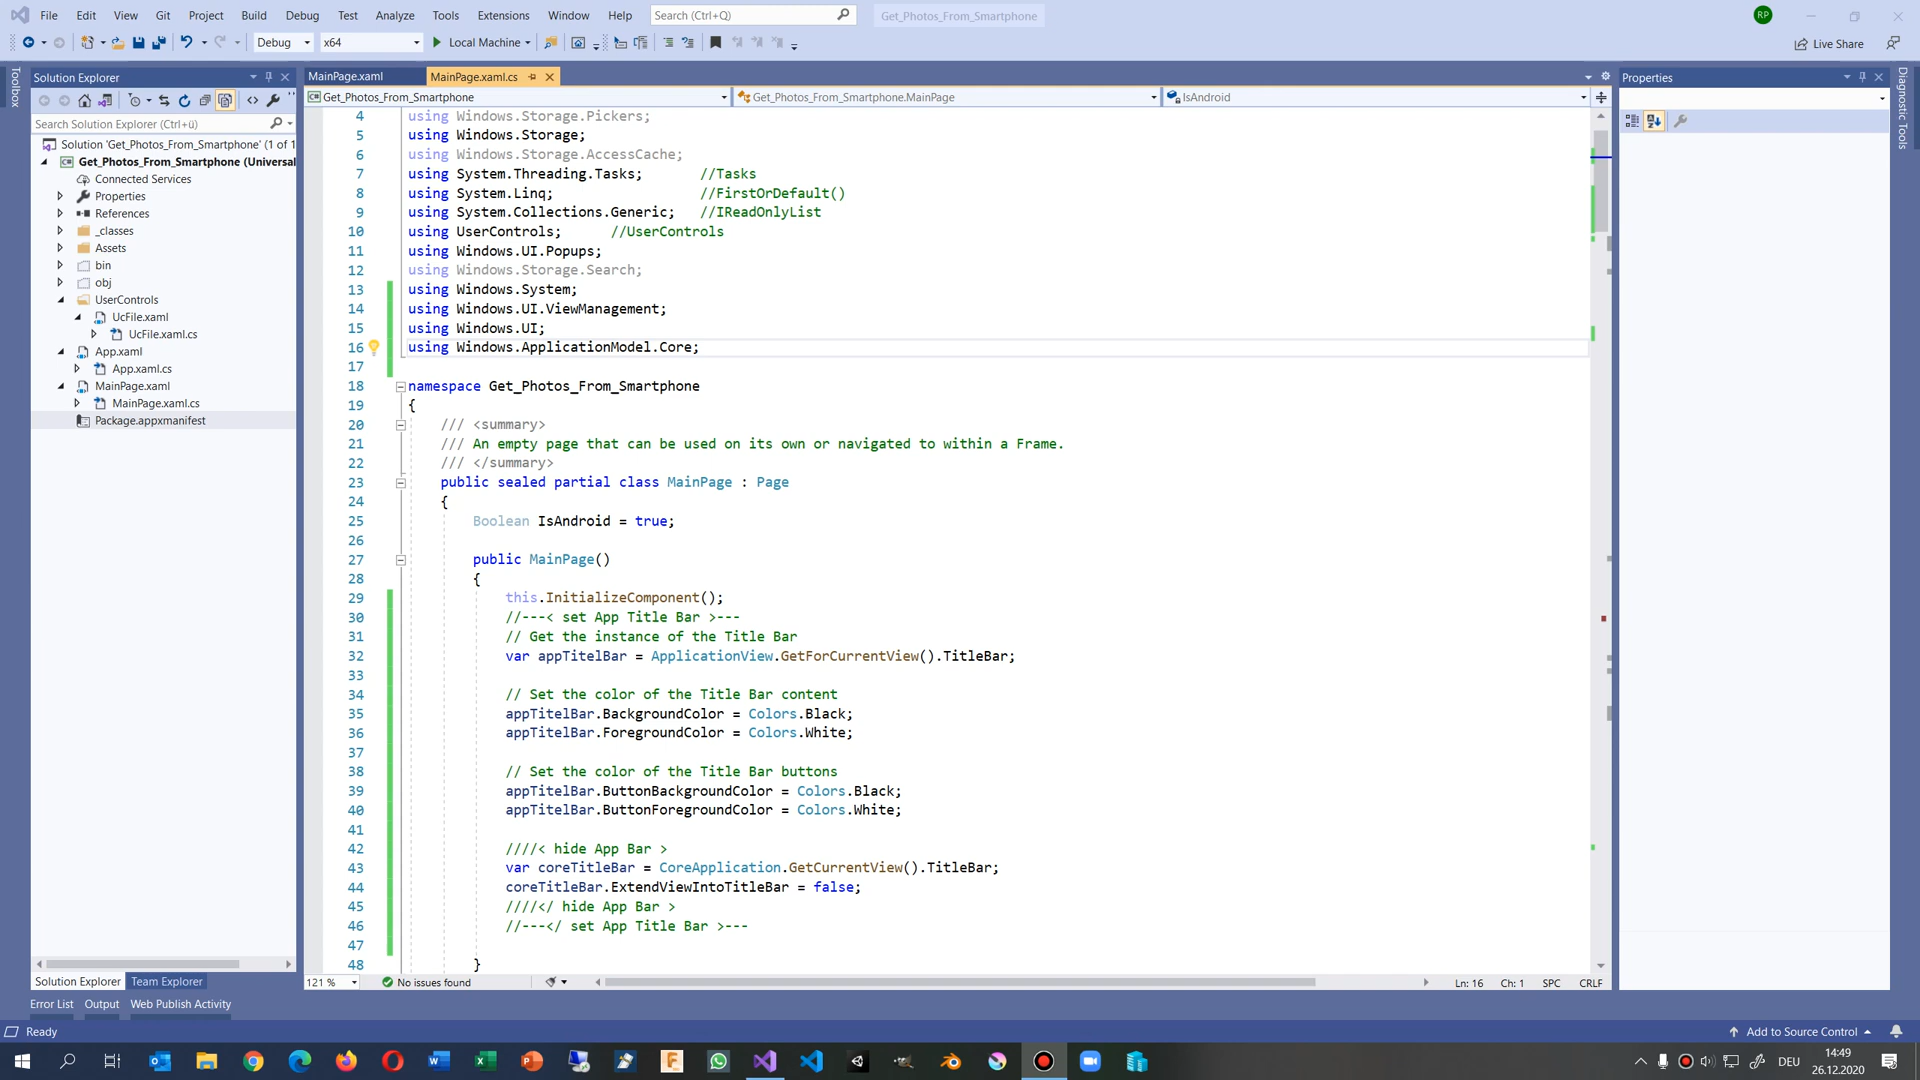 File Edit View Git Project Build Debug Test Analyze Tools Extensions Window Help Search (Ctrl+Q) Get_Photos_From_Smartphone RP
Debug x64 Local Machine Live Share
Toolbox
Solution Explorer
Search Solution Explorer (Ctrl+ü)
Solution 'Get_Photos_From_Smartphone' (1 of 1
Get_Photos_From_Smartphone (Universal
Connected Services
Properties
References
_classes
Assets
bin
obj
UserControls
UcFile.xaml
UcFile.xaml.cs
App.xaml
App.xaml.cs
MainPage.xaml
MainPage.xaml.cs
Package.appxmanifest
Solution Explorer Team Explorer
MainPage.xaml MainPage.xaml.cs
Get_Photos_From_Smartphone Get_Photos_From_Smartphone.MainPage IsAndroid
4 using Windows.Storage.Pickers;
5 using Windows.Storage;
6 using Windows.Storage.AccessCache;
7 using System.Threading.Tasks; //Tasks
8 using System.Linq; //FirstOrDefault()
9 using System.Collections.Generic; //IReadOnlyList
10 using UserControls; //UserControls
11 using Windows.UI.Popups;
12 using Windows.Storage.Search;
13 using Windows.System;
14 using Windows.UI.ViewManagement;
15 using Windows.UI;
16 using Windows.ApplicationModel.Core;
17
18 namespace Get_Photos_From_Smartphone
19 {
20 /// <summary>
21 /// An empty page that can be used on its own or navigated to within a Frame.
22 /// </summary>
23 public sealed partial class MainPage : Page
24 {
25 Boolean IsAndroid = true;
26
27 public MainPage()
28 {
29 this.InitializeComponent();
30 //---< set App Title Bar >---
31 // Get the instance of the Title Bar
32 var appTitelBar = ApplicationView.GetForCurrentView().TitleBar;
33
34 // Set the color of the Title Bar content
35 appTitelBar.BackgroundColor = Colors.Black;
36 appTitelBar.ForegroundColor = Colors.White;
37
38 // Set the color of the Title Bar buttons
39 appTitelBar.ButtonBackgroundColor = Colors.Black;
40 appTitelBar.ButtonForegroundColor = Colors.White;
41
42 ////< hide App Bar >
43 var coreTitleBar = CoreApplication.GetCurrentView().TitleBar;
44 coreTitleBar.ExtendViewIntoTitleBar = false;
45 ////</ hide App Bar >
46 //---</ set App Title Bar >---
47
48 }
121 % No issues found Ln: 16 Ch: 1 SPC CRLF
Properties
Diagnostic Tools
Error List Output Web Publish Activity
Ready Add to Source Control
DEU 14:49
26.12.2020